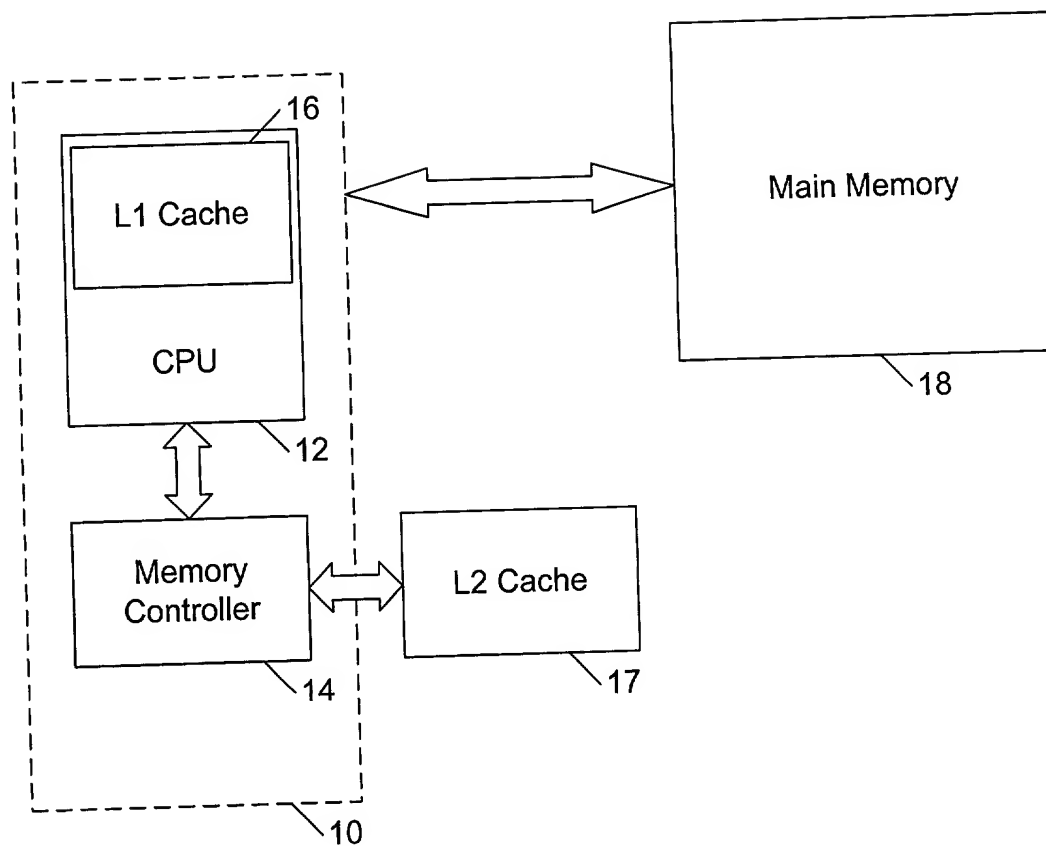 16
L1 Cache
Main Memory
CPU
18
12
Memory
Controller
L2 Cache
14
17
10